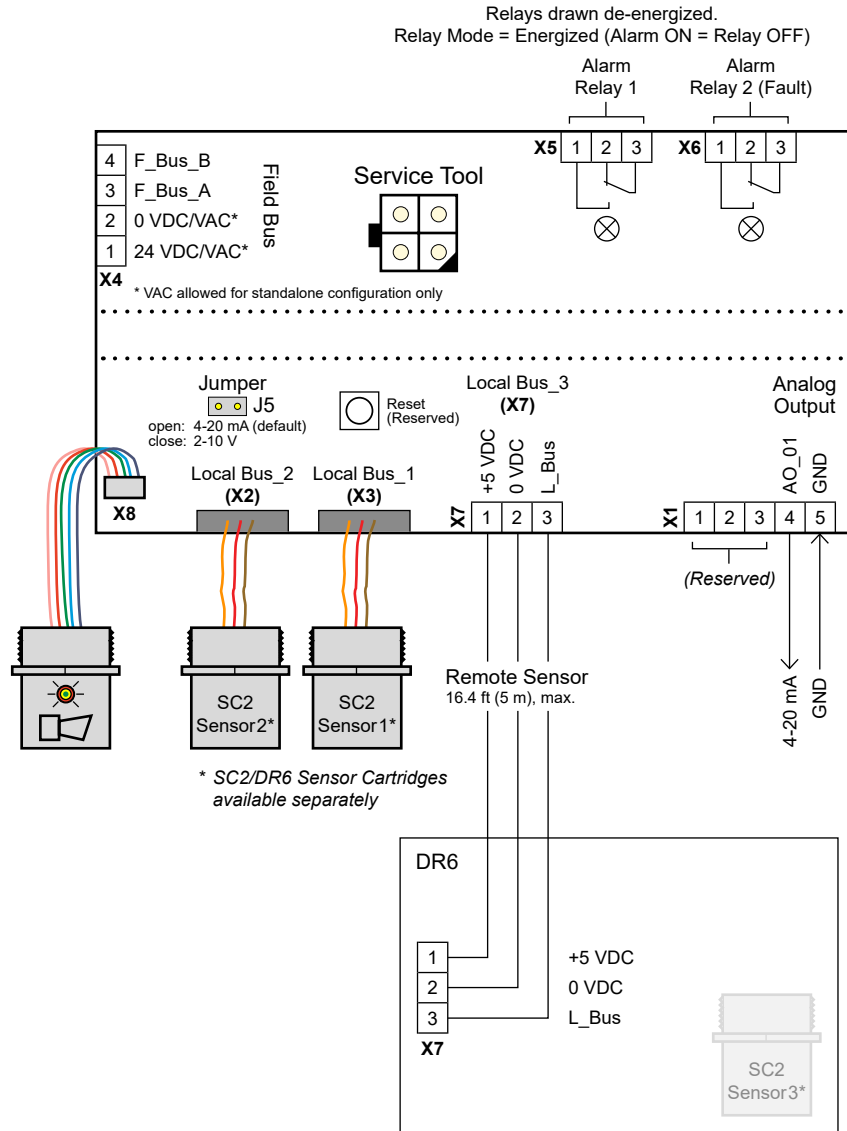 Relays drawn de-energized.
Relay Mode = Energized (Alarm ON = Relay OFF)
Alarm
Relay 1
Alarm
Relay 2 (Fault)
X5 1 2 3
X6 1 2 3
4 F_Bus_B
3 F_Bus_A
2 0 VDC/VAC*
1 24 VDC/VAC*
X4
Field Bus
Service Tool
* VAC allowed for standalone configuration only
Jumper
J5
open: 4-20 mA (default)
close: 2-10 V
Reset
(Reserved)
Local Bus_3
(X7)
Analog
Output
+5 VDC
0 VDC
L_Bus
AO_01
GND
X8
Local Bus_2
(X2)
Local Bus_1
(X3)
X7 1 2 3
X1 1 2 3 4 5
(Reserved)
SC2
Sensor2*
SC2
Sensor1*
Remote Sensor
16.4 ft (5 m), max.
4-20 mA
GND
* SC2/DR6 Sensor Cartridges
available separately
DR6
1 +5 VDC
2 0 VDC
3 L_Bus
X7
SC2
Sensor3*